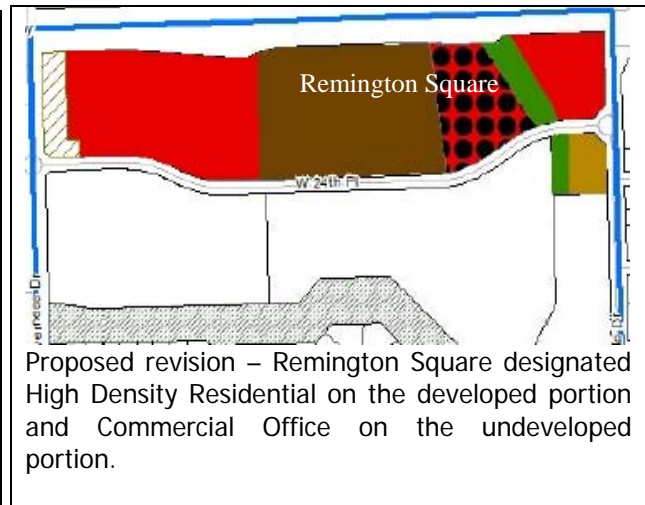 Remington Square
W 24th Pl
Proposed revision – Remington Square designated
High Density Residential on the developed portion
and Commercial Office on the undeveloped
portion.